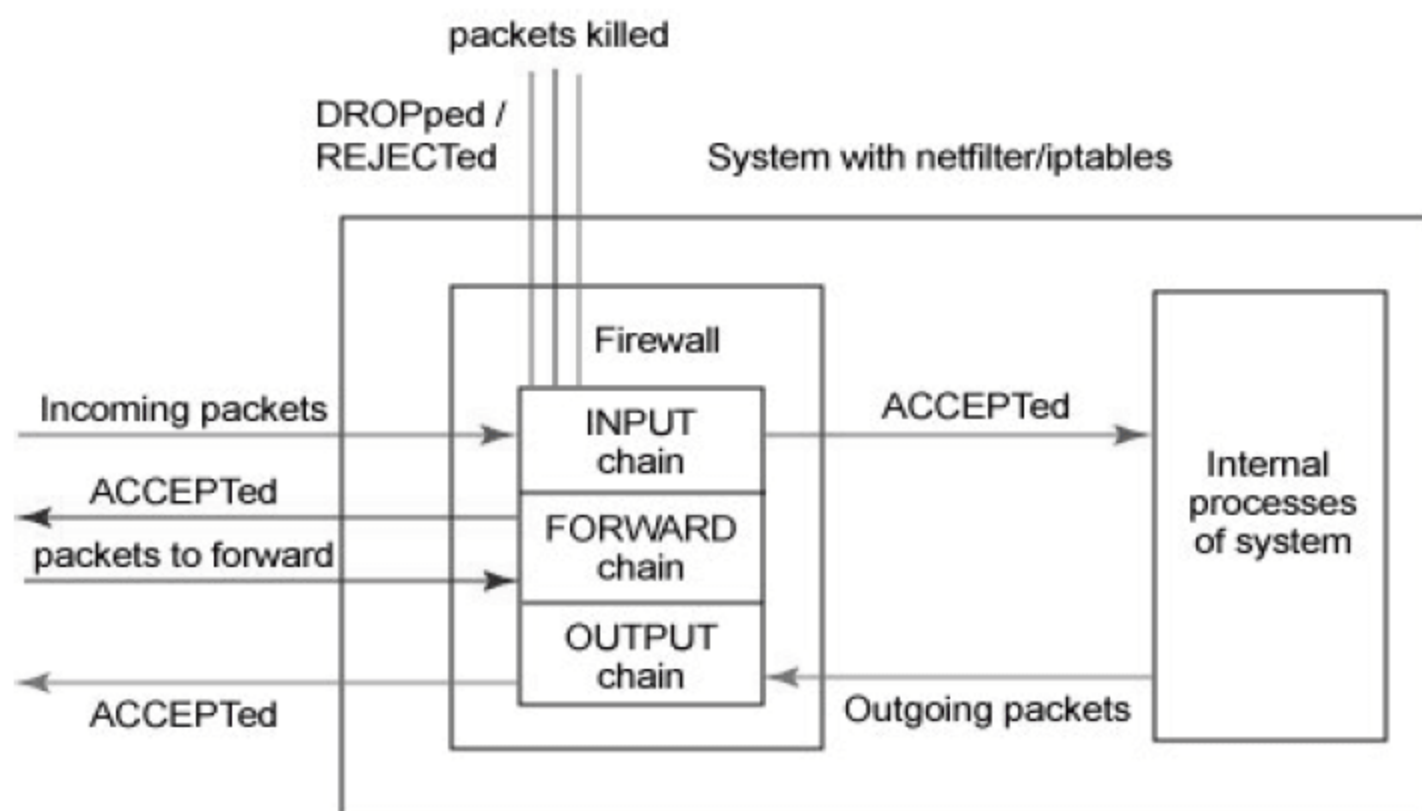 packets killed
DROPped /
REJECTed
System with netfilter/iptables
Firewall
Incoming packets
INPUT
chain
ACCEPTed
ACCEPTed
FORWARD
chain
packets to forward
OUTPUT
chain
ACCEPTed
Outgoing packets
Internal
processes
of system